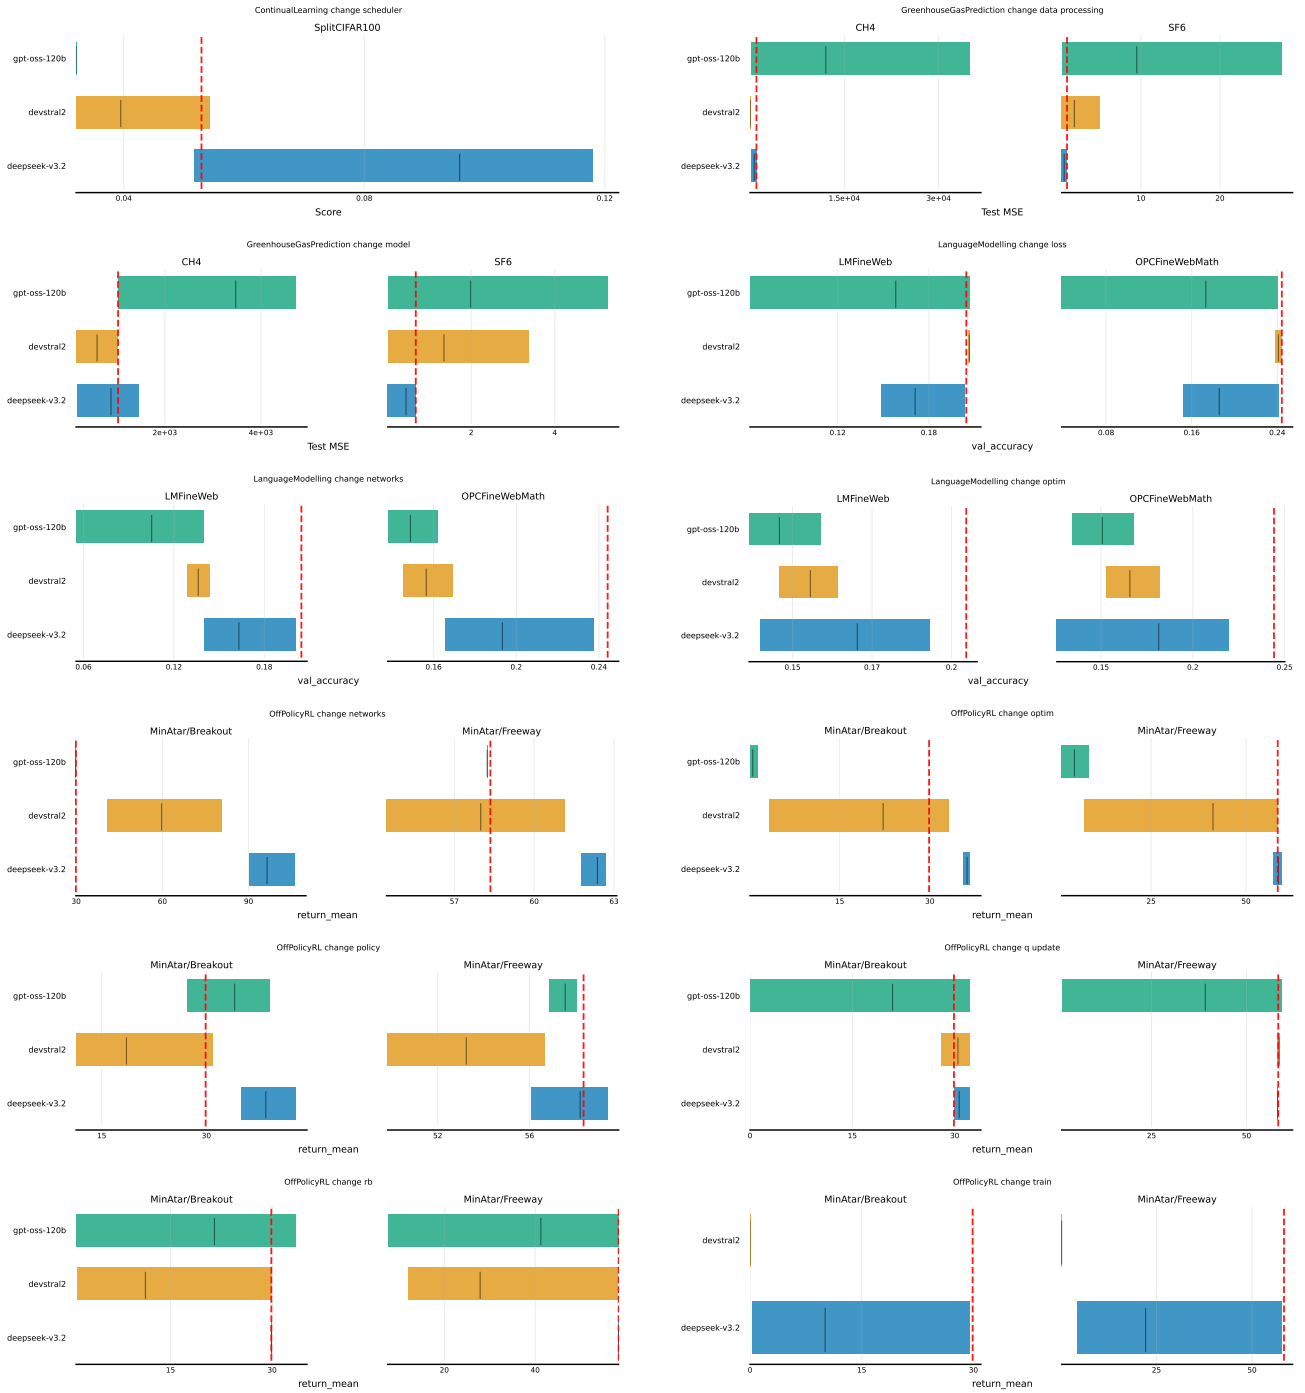 ContinualLearning change scheduler
SplitCIFAR100
gpt-oss-120b
devstral2
deepseek-v3.2
0.04 0.08 0.12
Score
GreenhouseGasPrediction change data processing
CH4 SF6
gpt-oss-120b
devstral2
deepseek-v3.2
1.5e+04 3e+04 10 20
Test MSE
GreenhouseGasPrediction change model
CH4 SF6
gpt-oss-120b
devstral2
deepseek-v3.2
2e+03 4e+03 2 4
Test MSE
LanguageModelling change loss
LMFineWeb OPCFineWebMath
gpt-oss-120b
devstral2
deepseek-v3.2
0.12 0.18 0.08 0.16 0.24
val_accuracy
LanguageModelling change networks
LMFineWeb OPCFineWebMath
gpt-oss-120b
devstral2
deepseek-v3.2
0.06 0.12 0.18 0.16 0.2 0.24
val_accuracy
LanguageModelling change optim
LMFineWeb OPCFineWebMath
gpt-oss-120b
devstral2
deepseek-v3.2
0.15 0.17 0.2 0.15 0.2 0.25
val_accuracy
OffPolicyRL change networks
MinAtar/Breakout MinAtar/Freeway
gpt-oss-120b
devstral2
deepseek-v3.2
30 60 90 57 60 63
return_mean
OffPolicyRL change optim
MinAtar/Breakout MinAtar/Freeway
gpt-oss-120b
devstral2
deepseek-v3.2
15 30 25 50
return_mean
OffPolicyRL change policy
MinAtar/Breakout MinAtar/Freeway
gpt-oss-120b
devstral2
deepseek-v3.2
15 30 52 56
return_mean
OffPolicyRL change q update
MinAtar/Breakout MinAtar/Freeway
gpt-oss-120b
devstral2
deepseek-v3.2
0 15 30 25 50
return_mean
OffPolicyRL change rb
MinAtar/Breakout MinAtar/Freeway
gpt-oss-120b
devstral2
deepseek-v3.2
15 30 20 40
return_mean
OffPolicyRL change train
MinAtar/Breakout MinAtar/Freeway
devstral2
deepseek-v3.2
0 15 30 25 50
return_mean